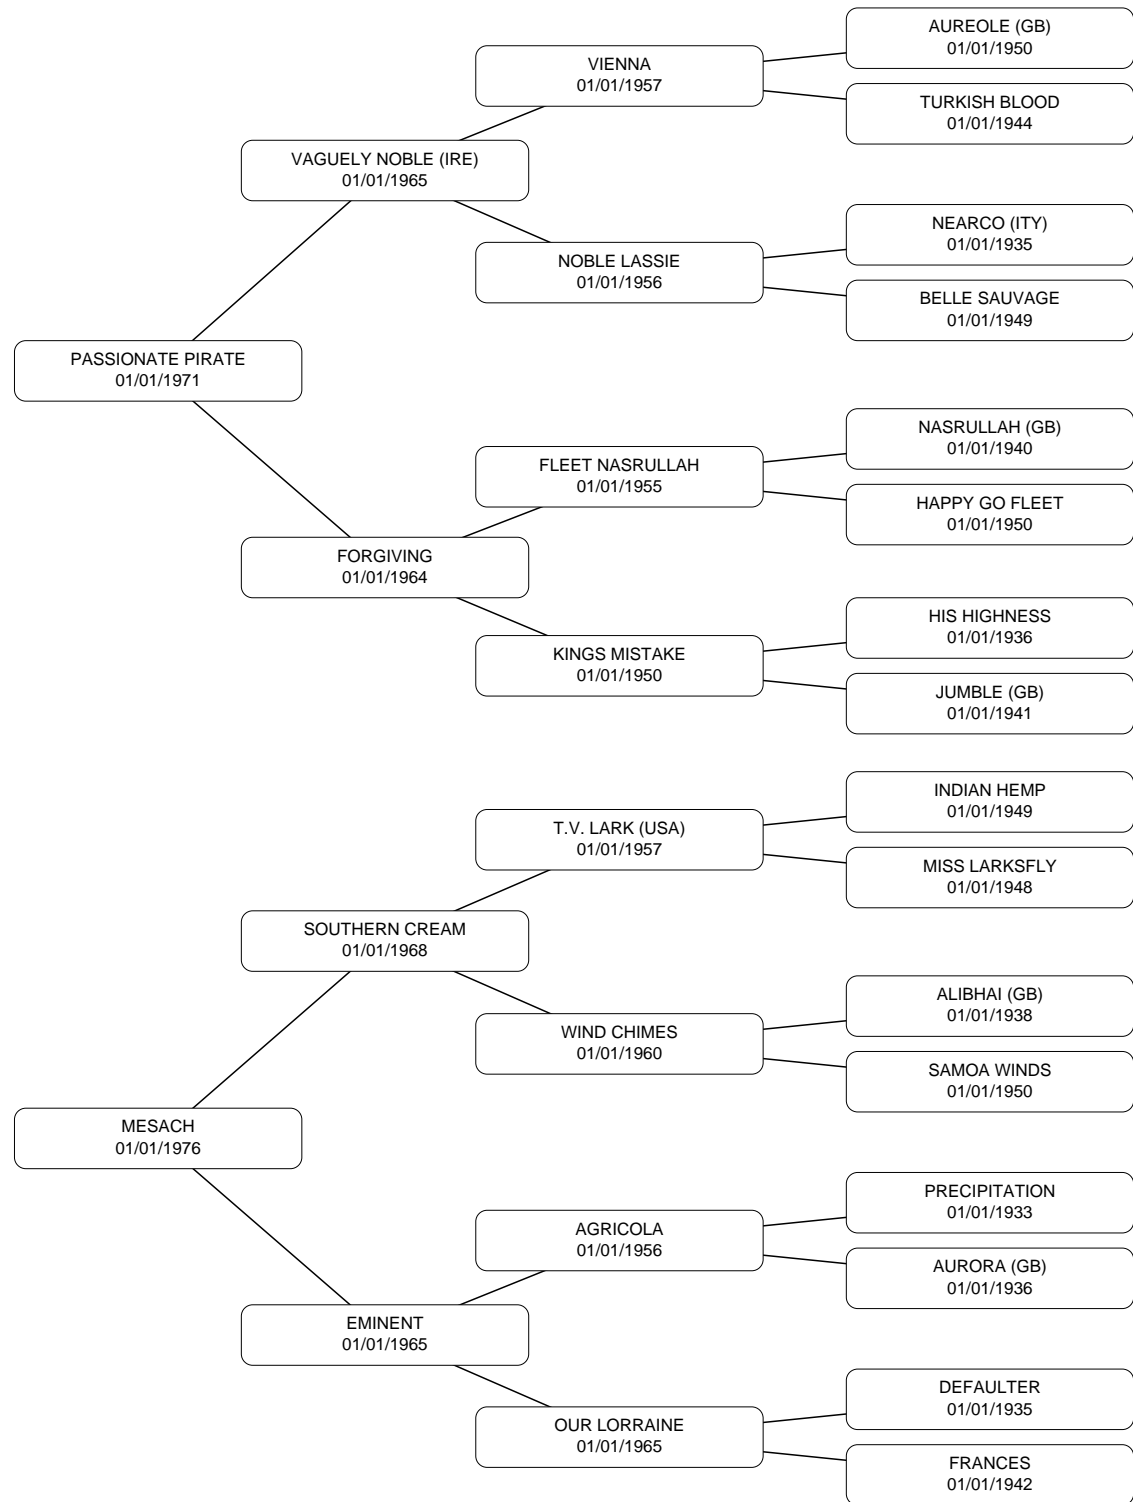 AUREOLE (GB)
01/01/1950
VIENNA
01/01/1957
TURKISH BLOOD
01/01/1944
VAGUELY NOBLE (IRE)
01/01/1965
NEARCO (ITY)
01/01/1935
NOBLE LASSIE
01/01/1956
BELLE SAUVAGE
01/01/1949
PASSIONATE PIRATE
01/01/1971
NASRULLAH (GB)
01/01/1940
FLEET NASRULLAH
01/01/1955
HAPPY GO FLEET
01/01/1950
FORGIVING
01/01/1964
HIS HIGHNESS
01/01/1936
KINGS MISTAKE
01/01/1950
JUMBLE (GB)
01/01/1941
INDIAN HEMP
01/01/1949
T.V. LARK (USA)
01/01/1957
MISS LARKSFLY
01/01/1948
SOUTHERN CREAM
01/01/1968
ALIBHAI (GB)
01/01/1938
WIND CHIMES
01/01/1960
SAMOA WINDS
01/01/1950
MESACH
01/01/1976
PRECIPITATION
01/01/1933
AGRICOLA
01/01/1956
AURORA (GB)
01/01/1936
EMINENT
01/01/1965
DEFAULTER
01/01/1935
OUR LORRAINE
01/01/1965
FRANCES
01/01/1942